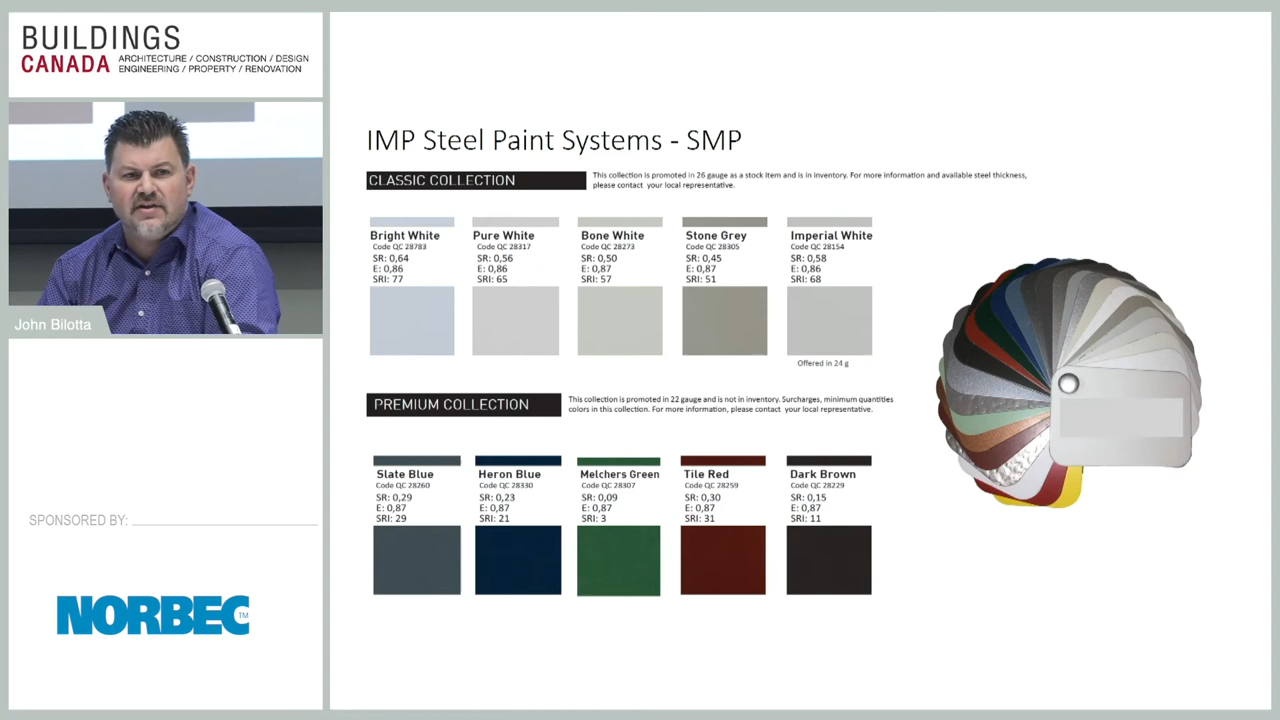 BUILDINGS
CANADA
ARCHITECTURE / CONSTRUCTION / DESIGN
ENGINEERING / PROPERTY / RENOVATION
John Bilotta
SPONSORED BY:
NORBEC TM
IMP Steel Paint Systems - SMP
CLASSIC COLLECTION
This collection is promoted in 26 gauge as a stock item and is in inventory. For more information and available steel thickness,
please contact your local representative.
Bright White Pure White Bone White Stone Grey Imperial White
Code QC 28783 Code QC 28317 Code QC 28273 Code QC 28305 Code QC 28154
SR: 0,64 SR: 0,56 SR: 0,50 SR: 0,45 SR: 0,58
E: 0,86 E: 0,86 E: 0,87 E: 0,87 E: 0,86
SRI: 77 SRI: 65 SRI: 57 SRI: 51 SRI: 68
Offered in 24 g
PREMIUM COLLECTION
This collection is promoted in 22 gauge and is not in inventory. Surcharges, minimum quantities
colors in this collection. For more information, please contact your local representative.
Slate Blue Heron Blue Melchers Green Tile Red Dark Brown
Code QC 28260 Code QC 28330 Code QC 28307 Code QC 28259 Code QC 28229
SR: 0,29 SR: 0,23 SR: 0,09 SR: 0,30 SR: 0,15
E: 0,87 E: 0,87 E: 0,87 E: 0,87 E: 0,87
SRI: 29 SRI: 21 SRI: 3 SRI: 31 SRI: 11